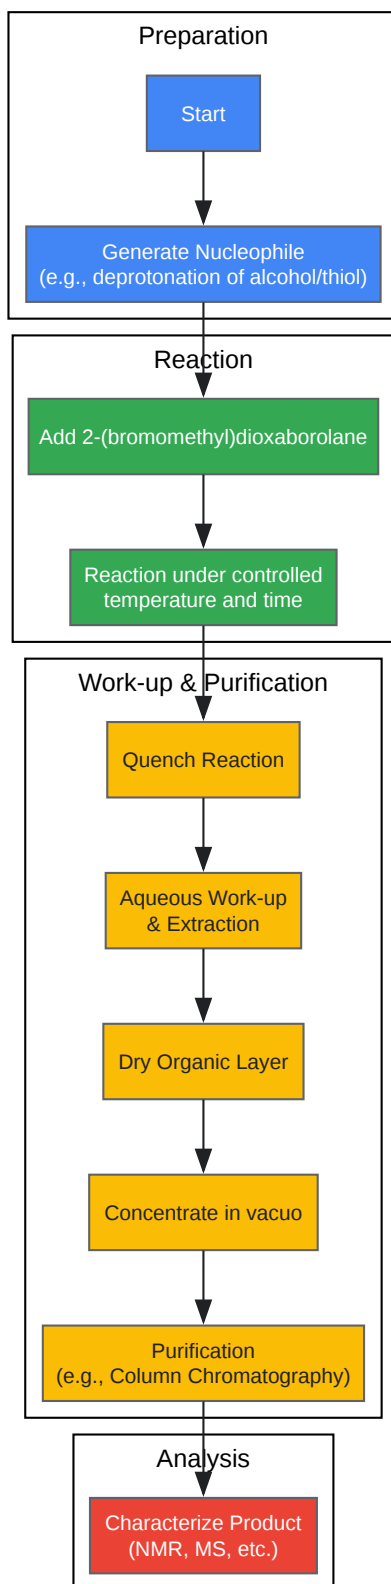 Preparation
Start
Generate Nucleophile
(e.g., deprotonation of alcohol/thiol)
Reaction
Add 2-(bromomethyl)dioxaborolane
Reaction under controlled
temperature and time
Work-up & Purification
Quench Reaction
Aqueous Work-up
& Extraction
Dry Organic Layer
Concentrate in vacuo
Purification
(e.g., Column Chromatography)
Analysis
Characterize Product
(NMR, MS, etc.)